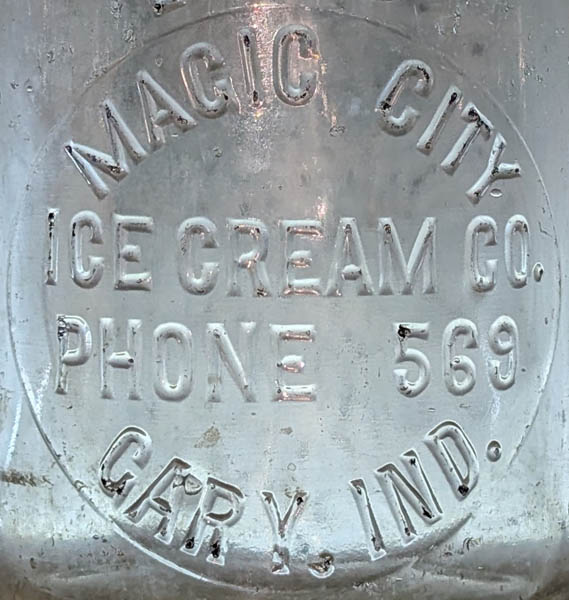 MAGIC CITY
ICE CREAM CO.
PHONE 569
GARY, IND.